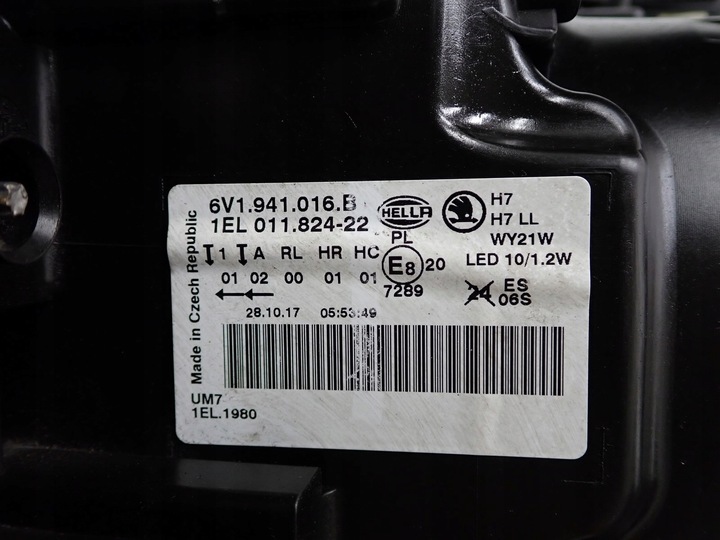 6V1.941.016.B
1EL 011.824-22
HELLA
H7
H7 LL
WY21W
LED 10/1.2W
Made in Czech Republic
1 A RL HR HC PL
01 02 00 01 01
E8 20
7289
24 ES
06S
28.10.17 05:53:49
UM7
1EL.1980